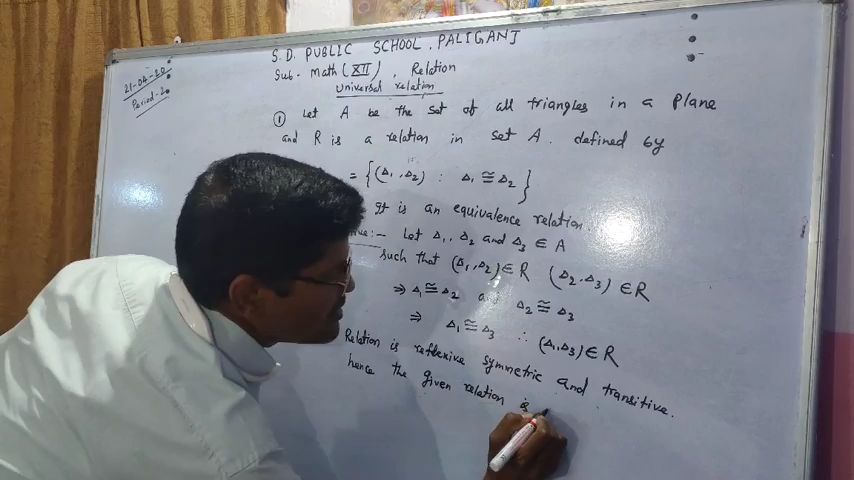 S. D. PUBLIC SCHOOL, PALIGANJ
21-04-20
Sub. Math (XII), Relation
Period-2
Universal relation
① Let A be the set of all triangles in a plane
and R is a relation in set A. defined by
= {(Δ1, Δ2) : Δ1 ≅ Δ2}
It is an equivalence relation.
:- Let Δ1, Δ2 and Δ3 ∈ A
such that (Δ1, Δ2) ∈ R (Δ2, Δ3) ∈ R
⇒ Δ1 ≅ Δ2 and Δ2 ≅ Δ3
⇒ Δ1 ≅ Δ3 ∴ (Δ1, Δ3) ∈ R
Relation is reflexive symmetric and transitive.
hence the given relation is